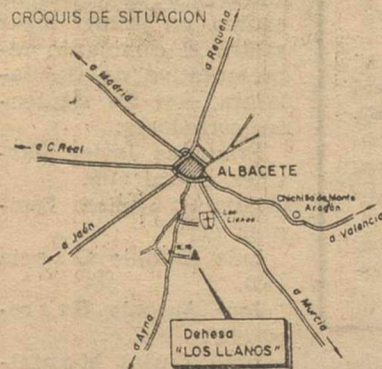 CROQUIS DE SITUACION
a Requena
a Madrid
a C. Real
ALBACETE
Chichilla de Monte
Aragón
a Valencia
Los
Llanos
a Jaén
a Murcia
a Ayna
Dehesa
"LOS LLANOS"